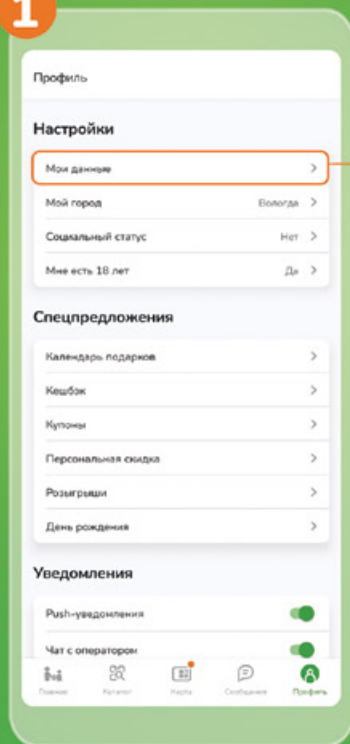 1
Профиль
Настройки
Мои данные
Мой город Вологда
Социальный статус Нет
Мне есть 18 лет Да
Спецпредложения
Календарь подарков
Кешбэк
Купоны
Персональная скидка
Розыгрыши
День рождения
Уведомления
Push-уведомления
Чат с оператором
Главная Каталог Карта Сообщения Профиль